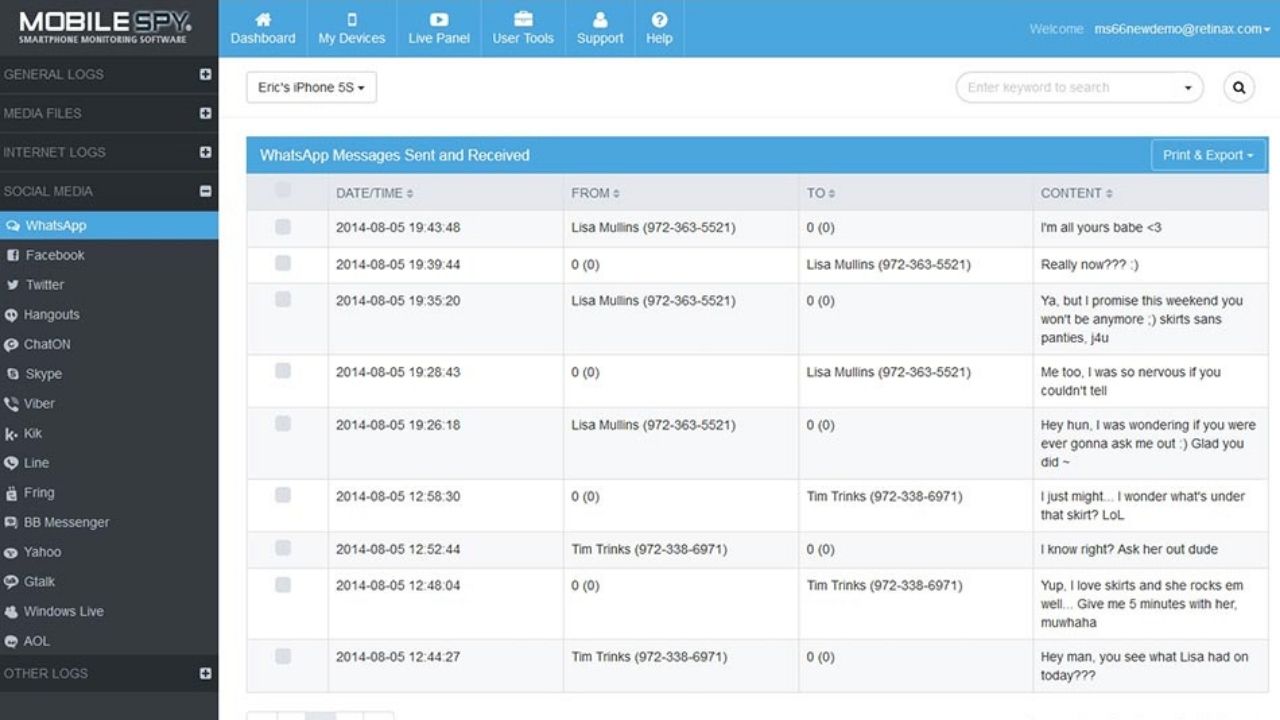 MOBILE SPY®
SMARTPHONE MONITORING SOFTWARE
Dashboard
My Devices
Live Panel
User Tools
Support
Help
Welcome ms66newdemo@retinax.com
GENERAL LOGS
MEDIA FILES
INTERNET LOGS
SOCIAL MEDIA
WhatsApp
Facebook
Twitter
Hangouts
ChatON
Skype
Viber
Kik
Line
Fring
BB Messenger
Yahoo
Gtalk
Windows Live
AOL
OTHER LOGS
Eric's iPhone 5S
Enter keyword to search
WhatsApp Messages Sent and Received
Print & Export
DATE/TIME FROM TO CONTENT
2014-08-05 19:43:48 Lisa Mullins (972-363-5521) 0 (0) I'm all yours babe <3
2014-08-05 19:39:44 0 (0) Lisa Mullins (972-363-5521) Really now??? :)
2014-08-05 19:35:20 Lisa Mullins (972-363-5521) 0 (0) Ya, but I promise this weekend you
won't be anymore ;) skirts sans
panties, j4u
2014-08-05 19:28:43 0 (0) Lisa Mullins (972-363-5521) Me too, I was so nervous if you
couldn't tell
2014-08-05 19:26:18 Lisa Mullins (972-363-5521) 0 (0) Hey hun, I was wondering if you were
ever gonna ask me out :) Glad you
did ~
2014-08-05 12:58:30 0 (0) Tim Trinks (972-338-6971) I just might... I wonder what's under
that skirt? LoL
2014-08-05 12:52:44 Tim Trinks (972-338-6971) 0 (0) I know right? Ask her out dude
2014-08-05 12:48:04 0 (0) Tim Trinks (972-338-6971) Yup, I love skirts and she rocks em
well... Give me 5 minutes with her,
muwhaha
2014-08-05 12:44:27 Tim Trinks (972-338-6971) 0 (0) Hey man, you see what Lisa had on
today???